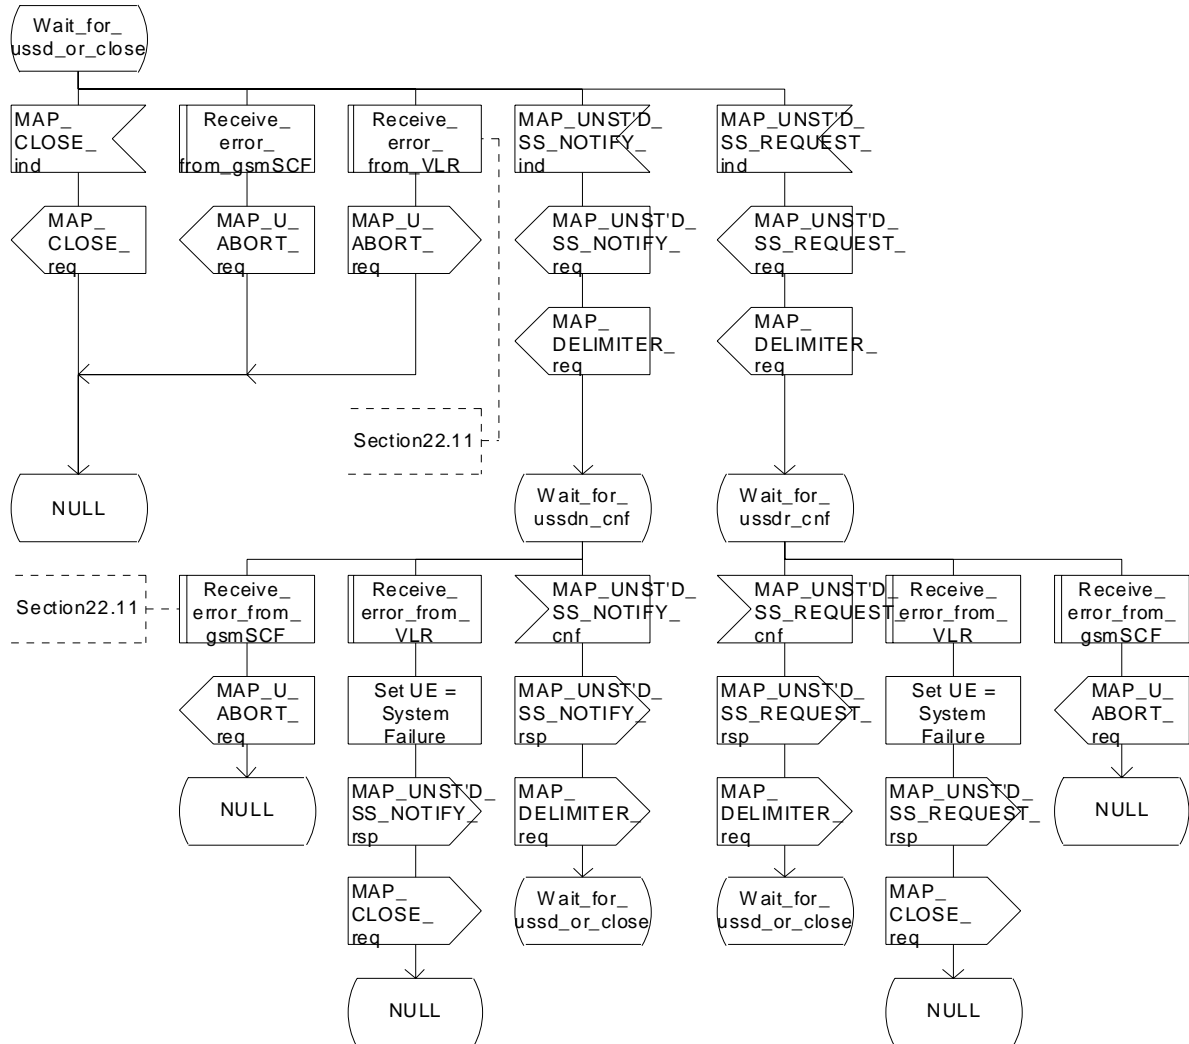 Wait_for_
ussd_or_close
MAP_
CLOSE_
ind
Receive_
error_
from_gsmSCF
Receive_
error_
from_VLR
MAP_UNST'D_
SS_NOTIFY_
ind
MAP_UNST'D_
SS_REQUEST_
ind
MAP_
CLOSE_
req
MAP_U_
ABORT_
req
MAP_U_
ABORT_
req
MAP_UNST'D_
SS_NOTIFY_
req
MAP_UNST'D_
SS_REQUEST_
req
MAP_
DELIMITER_
req
MAP_
DELIMITER_
req
Section22.11
NULL
Wait_for_
ussdn_cnf
Wait_for_
ussdr_cnf
Section22.11
Receive_
error_from_
gsmSCF
Receive_
error_from_
VLR
MAP_UNST'D_
SS_NOTIFY_
cnf
MAP_UNST'D_
SS_REQUEST_
cnf
Receive_
error_from_
VLR
Receive_
error_from_
gsmSCF
MAP_U_
ABORT_
req
Set UE =
System
Failure
MAP_UNST'D_
SS_NOTIFY_
rsp
MAP_UNST'D_
SS_REQUEST_
rsp
Set UE =
System
Failure
MAP_U_
ABORT_
req
NULL
MAP_UNST'D_
SS_NOTIFY_
rsp
MAP_
DELIMITER_
req
MAP_
DELIMITER_
req
MAP_UNST'D_
SS_REQUEST_
rsp
NULL
MAP_
CLOSE_
req
Wait_for_
ussd_or_close
Wait_for_
ussd_or_close
MAP_
CLOSE_
req
NULL
NULL